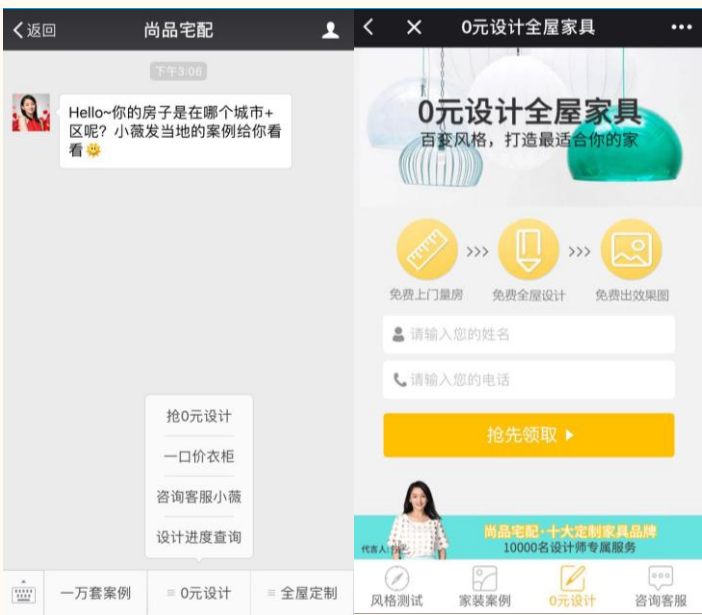 返回
尚品宅配
下午3:06
Hello~你的房子是在哪个城市+
区呢？小薇发当地的案例给你看
看
抢0元设计
一口价衣柜
咨询客服小薇
设计进度查询
一万套案例
0元设计
全屋定制
0元设计全屋家具
0元设计全屋家具
百变风格，打造最适合你的家
>>>
>>>
免费上门量房
免费全屋设计
免费出效果图
请输入您的姓名
请输入您的电话
抢先领取
尚品宅配·十大定制家具品牌
10000名设计师专属服务
代言人:
风格测试
家装案例
0元设计
咨询客服